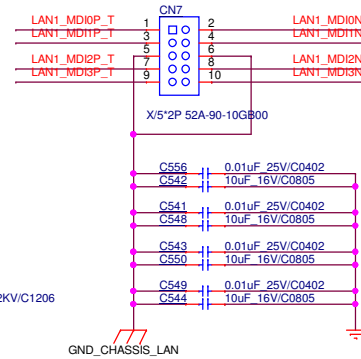 CN7
LAN1_MDI0P_T 1 2 LAN1_MDI0N
LAN1_MDI1P_T 3 4 LAN1_MDI1N
5 6
LAN1_MDI2P_T 7 8 LAN1_MDI2N
LAN1_MDI3P_T 9 10 LAN1_MDI3N
X/5*2P 52A-90-10GB00
C556 0.01uF_25V/C0402
C542 10uF_16V/C0805
C541 0.01uF_25V/C0402
C548 10uF_16V/C0805
C543 0.01uF_25V/C0402
C550 10uF_16V/C0805
C549 0.01uF_25V/C0402
2KV/C1206 C544 10uF_16V/C0805
GND_CHASSIS_LAN